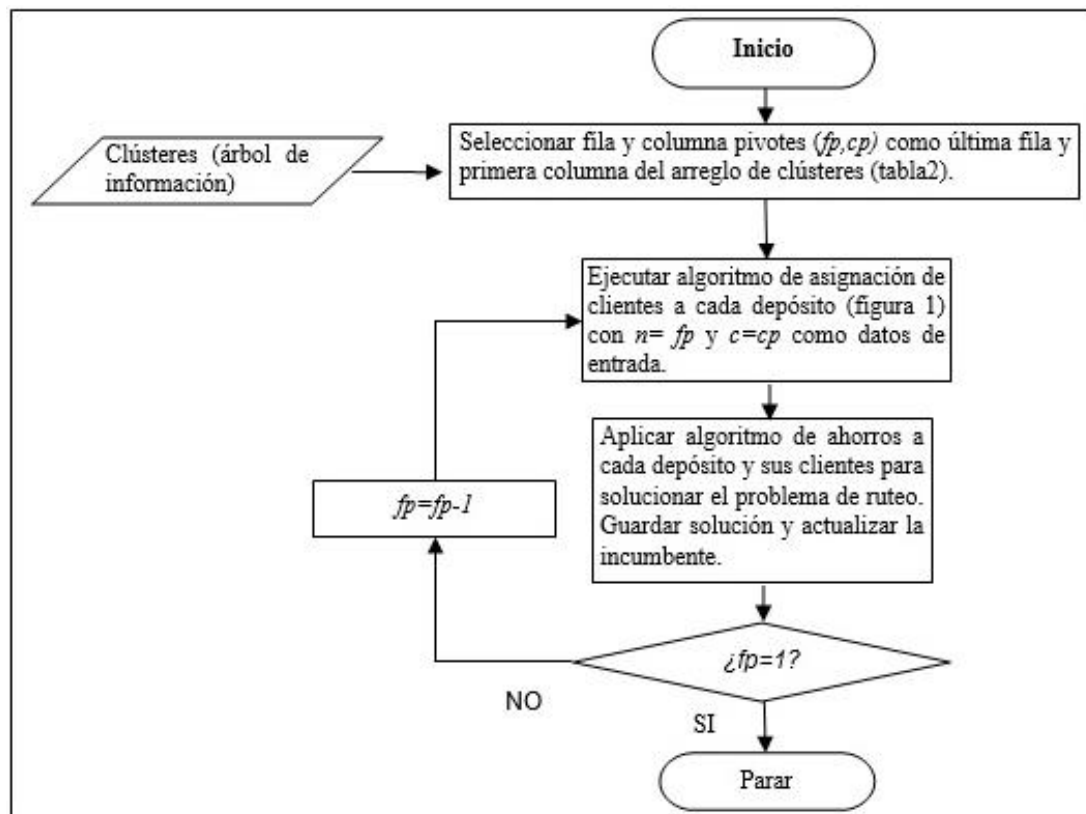 Inicio
Clústeres (árbol de
información)
Seleccionar fila y columna pivotes (fp,cp) como última fila y
primera columna del arreglo de clústeres (tabla2).
Ejecutar algoritmo de asignación de
clientes a cada depósito (figura 1)
con n= fp y c=cp como datos de
entrada.
Aplicar algoritmo de ahorros a
cada depósito y sus clientes para
solucionar el problema de ruteo.
Guardar solución y actualizar la
incumbente.
fp=fp-1
¿fp=1?
NO
SI
Parar